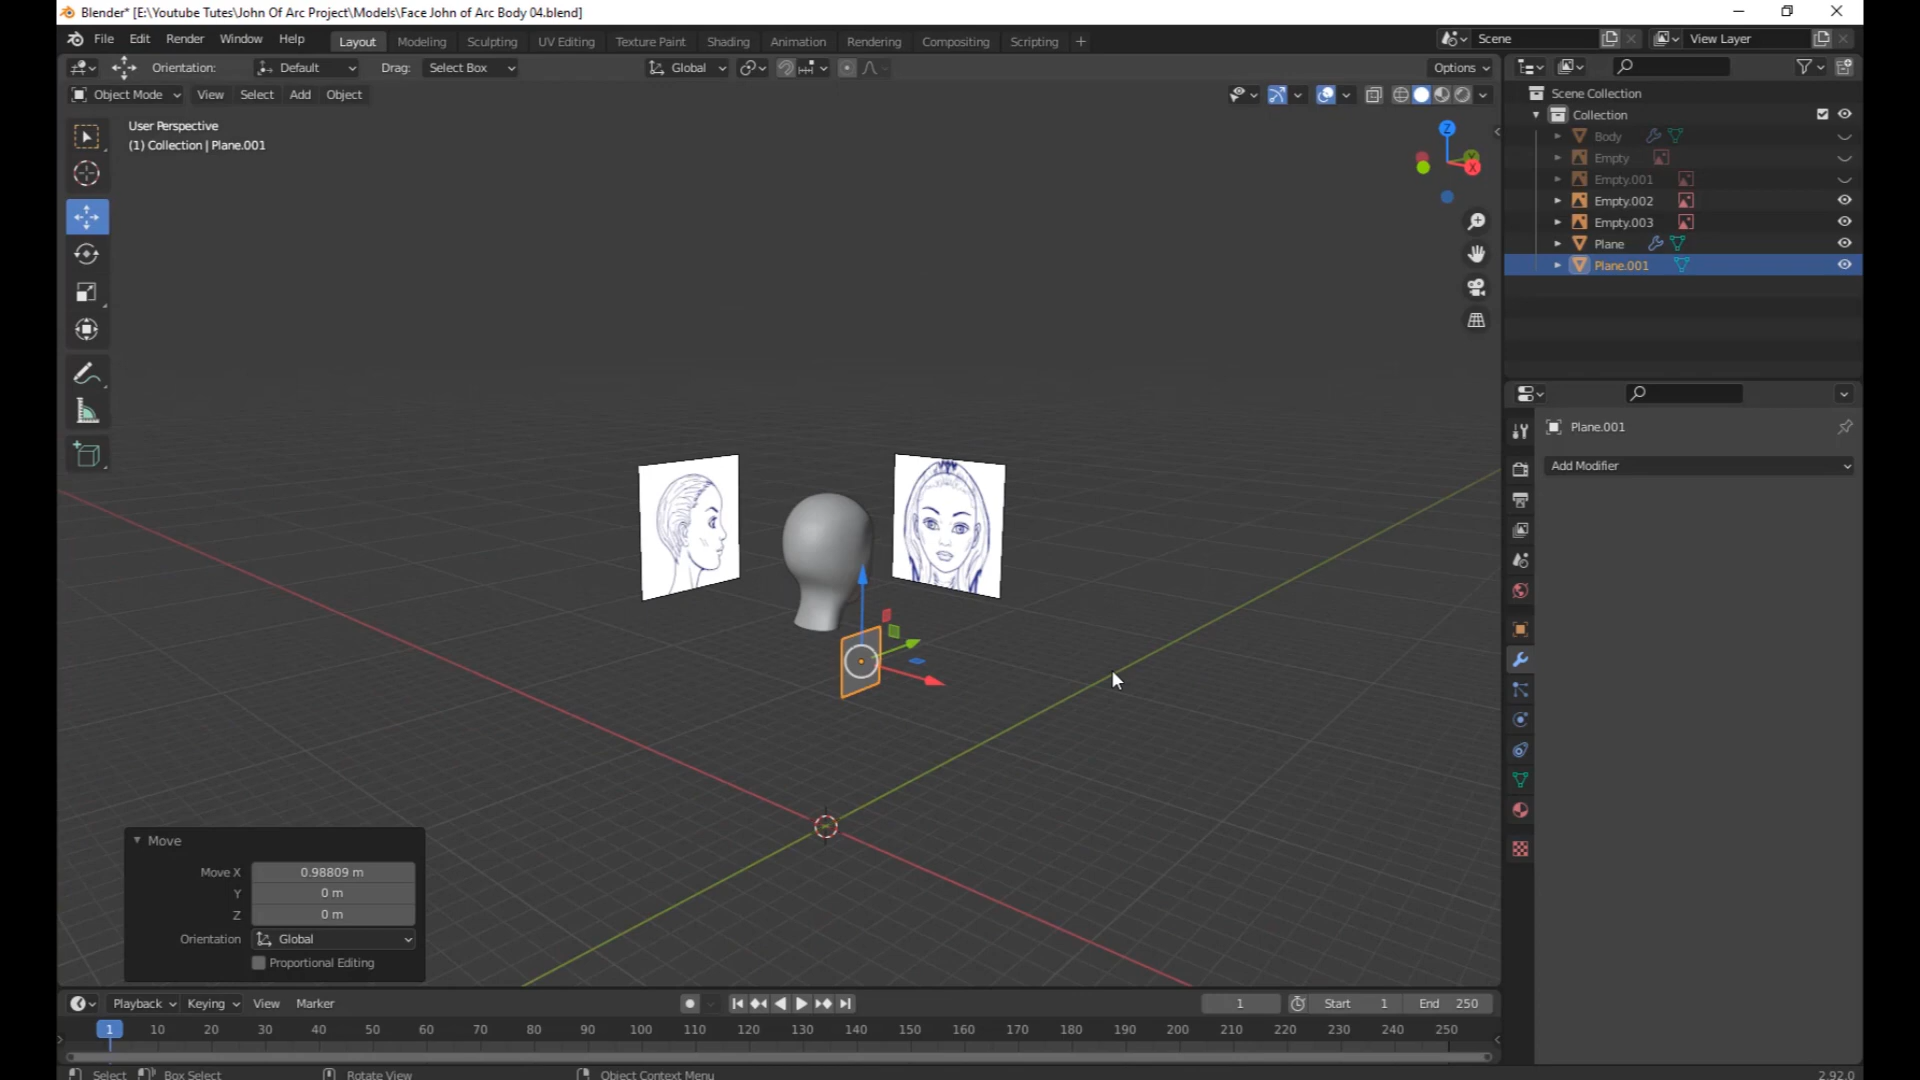 Blender* [E:\Youtube Tutes\John Of Arc Project\Models\Face John of Arc Body 04.blend]
File Edit Render Window Help Layout Modeling Sculpting UV Editing Texture Paint Shading Animation Rendering Compositing Scripting + Scene View Layer
Orientation: Default Drag: Select Box Global Options
Object Mode View Select Add Object
User Perspective
(1) Collection | Plane.001
Z
Y
X
Scene Collection
Collection
Body
Empty
Empty.001
Empty.002
Empty.003
Plane
Plane.001
Plane.001
Add Modifier
Move
Move X 0.98809 m
Y 0 m
Z 0 m
Orientation Global
Proportional Editing
Playback Keying View Marker 1 Start 1 End 250
1 10 20 30 40 50 60 70 80 90 100 110 120 130 140 150 160 170 180 190 200 210 220 230 240 250
Select Box Select Rotate View Object Context Menu 2.92.0